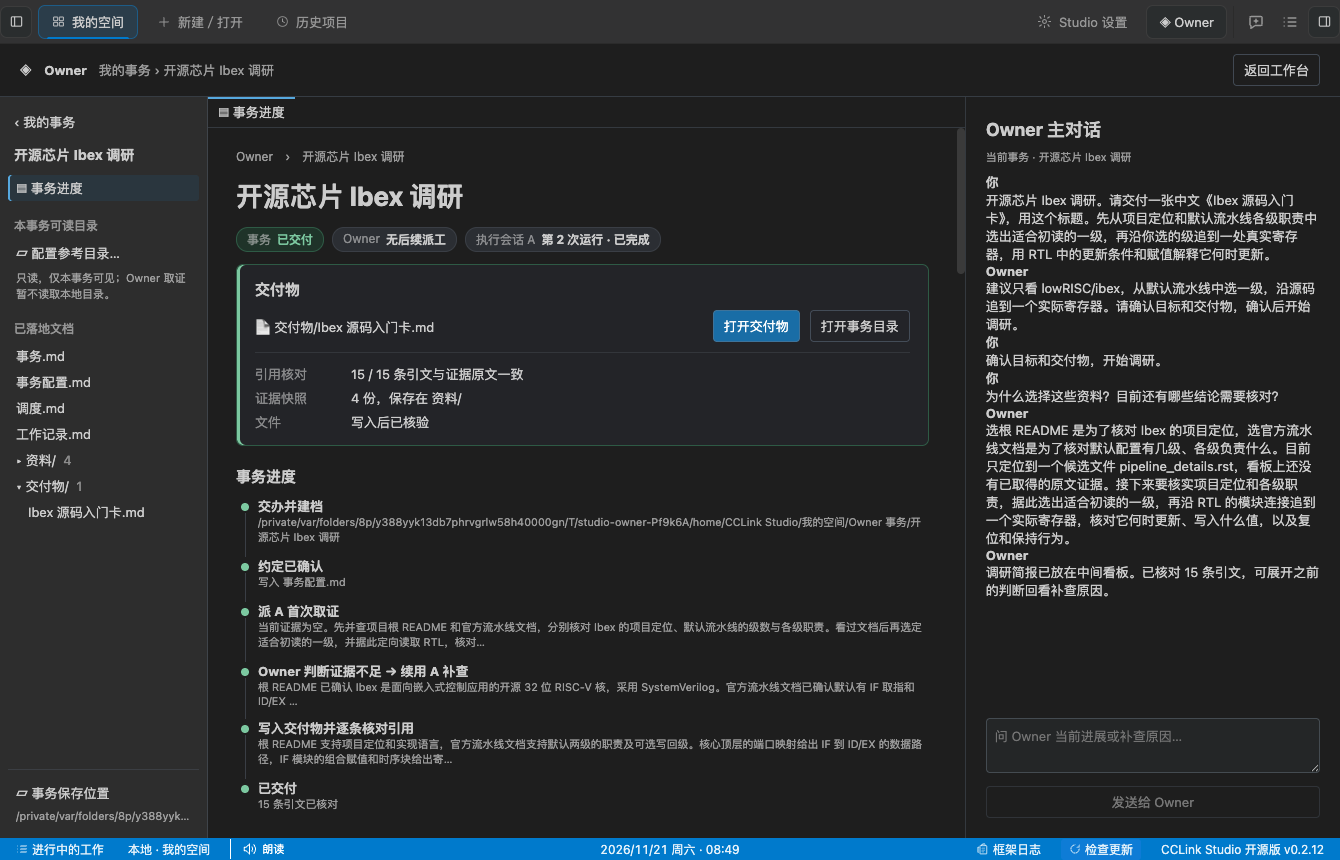 我的空间
新建 / 打开
历史项目
Studio 设置
Owner
Owner 我的事务 › 开源芯片 Ibex 调研
返回工作台
‹ 我的事务
开源芯片 Ibex 调研
事务进度
本事务可读目录
配置参考目录...
只读，仅本事务可见；Owner 取证
暂不读取本地目录。
已落地文档
事务.md
事务配置.md
调度.md
工作记录.md
资料/ 4
交付物/ 1
Ibex 源码入门卡.md
事务保存位置
/private/var/folders/8p/y388yyk...
事务进度
Owner › 开源芯片 Ibex 调研
开源芯片 Ibex 调研
事务 已交付
Owner 无后续派工
执行会话 A 第 2 次运行 · 已完成
交付物
交付物/Ibex 源码入门卡.md
打开交付物
打开事务目录
引用核对 15 / 15 条引文与证据原文一致
证据快照 4 份，保存在 资料/
文件 写入后已核验
事务进度
交办并建档
/private/var/folders/8p/y388yyk13db7phrvgrlw58h40000gn/T/studio-owner-Pf9k6A/home/CCLink Studio/我的空间/Owner 事务/开
源芯片 Ibex 调研
约定已确认
写入 事务配置.md
派 A 首次取证
当前证据为空。先并查项目根 README 和官方流水线文档，分别核对 Ibex 的项目定位、默认流水线的级数与各级职责。看过文档后再选定
适合初读的一级，并据此定向读取 RTL，核对...
Owner 判断证据不足 → 续用 A 补查
根 README 已确认 Ibex 是面向嵌入式控制应用的开源 32 位 RISC-V 核，采用 SystemVerilog。官方流水线文档已确认默认有 IF 取指和
ID/EX ...
写入交付物并逐条核对引用
根 README 支持项目定位和实现语言，官方流水线文档支持默认两级的职责及可选写回级。核心顶层的端口映射给出 IF 到 ID/EX 的数据路
径，IF 模块的组合赋值和时序块给出寄...
已交付
15 条引文已核对
Owner 主对话
当前事务 · 开源芯片 Ibex 调研
你
开源芯片 Ibex 调研。请交付一张中文《Ibex 源码入门
卡》，用这个标题。先从项目定位和默认流水线各级职责中
选出适合初读的一级，再沿你选的级追到一处真实寄存
器，用 RTL 中的更新条件和赋值解释它何时更新。
Owner
建议只看 lowRISC/ibex，从默认流水线中选一级，沿源码
追到一个实际寄存器。请确认目标和交付物，确认后开始
调研。
你
确认目标和交付物，开始调研。
你
为什么选择这些资料？目前还有哪些结论需要核对？
Owner
选根 README 是为了核对 Ibex 的项目定位，选官方流水
线文档是为了核对默认配置有几级、各级负责什么。目前
只定位到一个候选文件 pipeline_details.rst，看板上还没
有已取得的原文证据。接下来要核实项目定位和各级职
责，据此选出适合初读的一级，再沿 RTL 的模块连接追到
一个实际寄存器，核对它何时更新、写入什么值，以及复
位和保持行为。
Owner
调研简报已放在中间看板。已核对 15 条引文，可展开之前
的判断回看补查原因。
问 Owner 当前进展或补查原因...
发送给 Owner
进行中的工作
本地 · 我的空间
朗读
2026/11/21 周六 · 08:49
框架日志
检查更新
CCLink Studio 开源版 v0.2.12